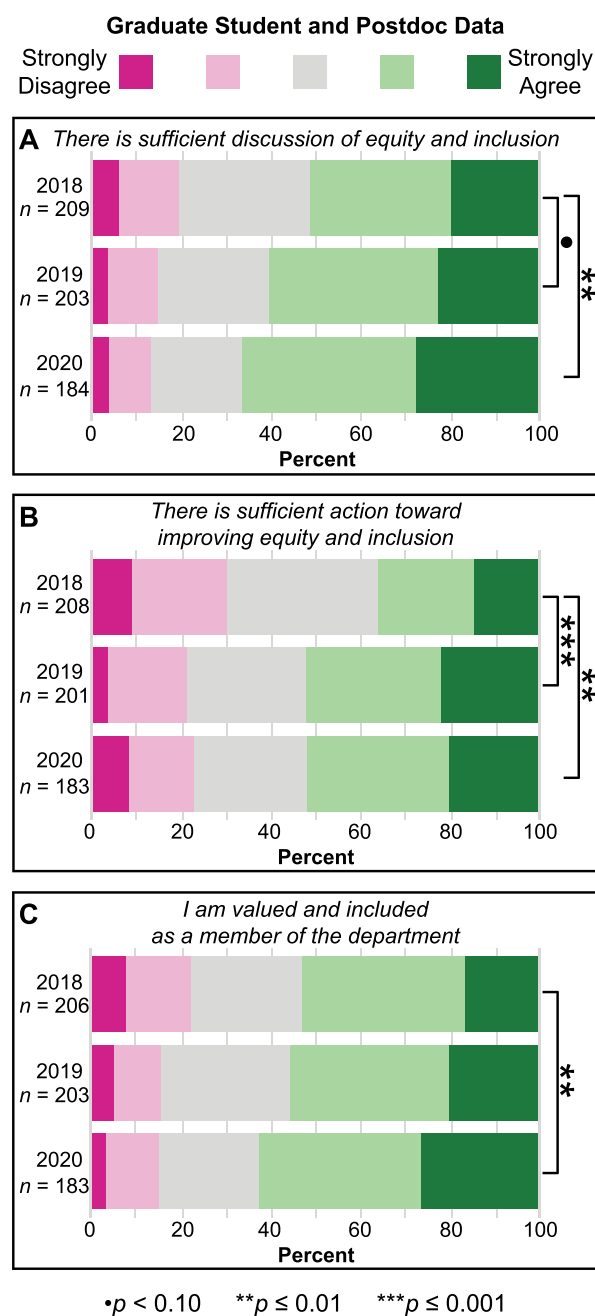 Graduate Student and Postdoc Data
Strongly Disagree
Strongly Agree
A There is sufficient discussion of equity and inclusion
2018
n = 209
•
**
2019
n = 203
2020
n = 184
0 20 40 60 80 100
Percent
B There is sufficient action toward
improving equity and inclusion
2018
n = 208
***
**
2019
n = 201
2020
n = 183
0 20 40 60 80 100
Percent
C I am valued and included
as a member of the department
2018
n = 206
2019
n = 203
**
2020
n = 183
0 20 40 60 80 100
Percent
•p < 0.10 **p ≤ 0.01 ***p ≤ 0.001